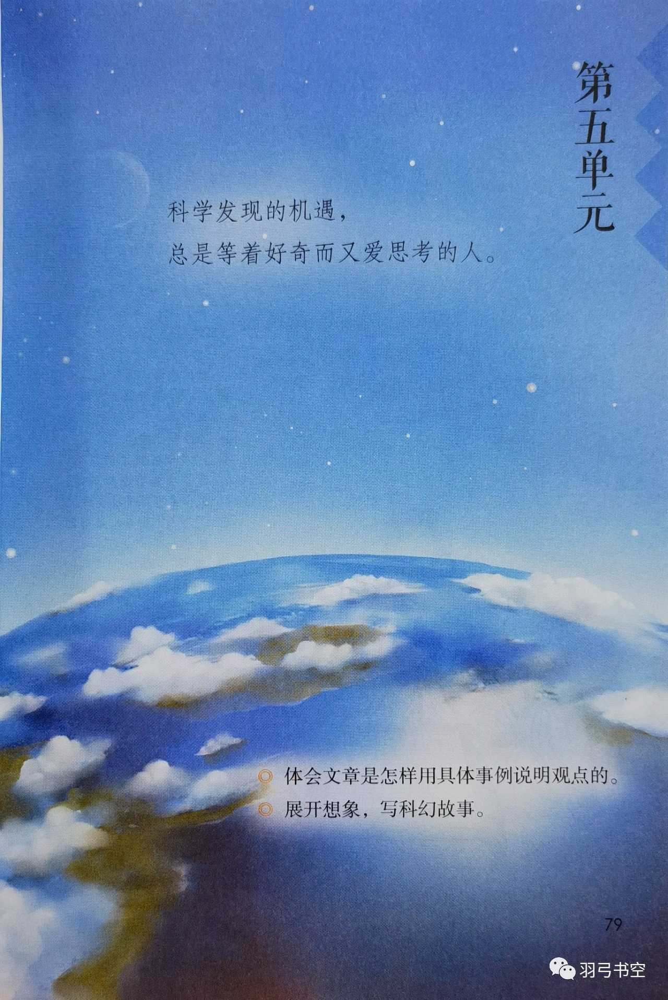 第五单元
科学发现的机遇，
总是等着好奇而又爱思考的人。
体会文章是怎样用具体事例说明观点的。
展开想象，写科幻故事。
79
羽弓书空